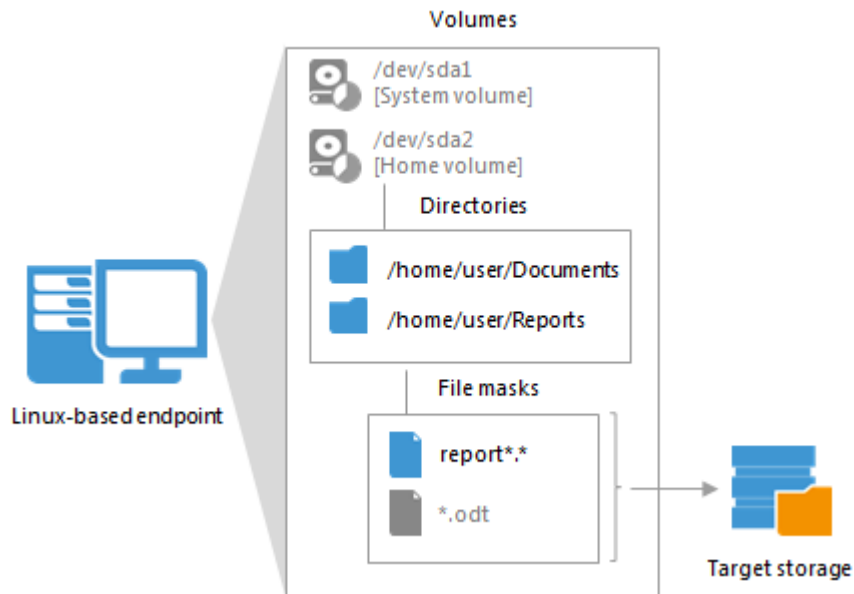 Volumes
/dev/sda1
[System volume]
/dev/sda2
[Home volume]
Directories
/home/user/Documents
/home/user/Reports
Linux-based endpoint
File masks
report*.*
*.odt
Target storage